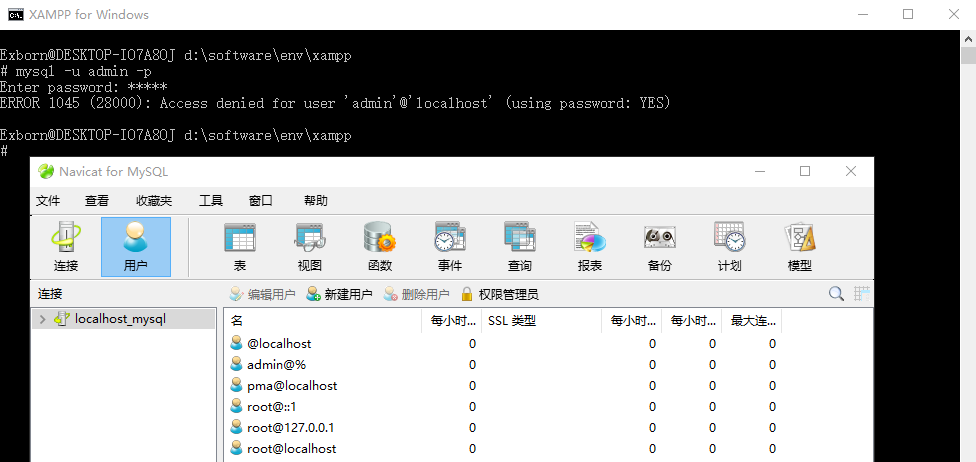 XAMPP for Windows
Exborn@DESKTOP-IO7A8OJ d:\software\env\xampp
# mysql -u admin -p
Enter password: *****
ERROR 1045 (28000): Access denied for user 'admin'@'localhost' (using password: YES)
Exborn@DESKTOP-IO7A8OJ d:\software\env\xampp
#
Navicat for MySQL
文件 查看 收藏夹 工具 窗口 帮助
连接 用户 表 视图 函数 事件 查询 报表 备份 计划 模型
连接 编辑用户 新建用户 删除用户 权限管理员
localhost_mysql
名 每小时... SSL 类型 每小时... 每小时... 最大连...
@localhost 0 0 0 0
admin@% 0 0 0 0
pma@localhost 0 0 0 0
root@::1 0 0 0 0
root@127.0.0.1 0 0 0 0
root@localhost 0 0 0 0